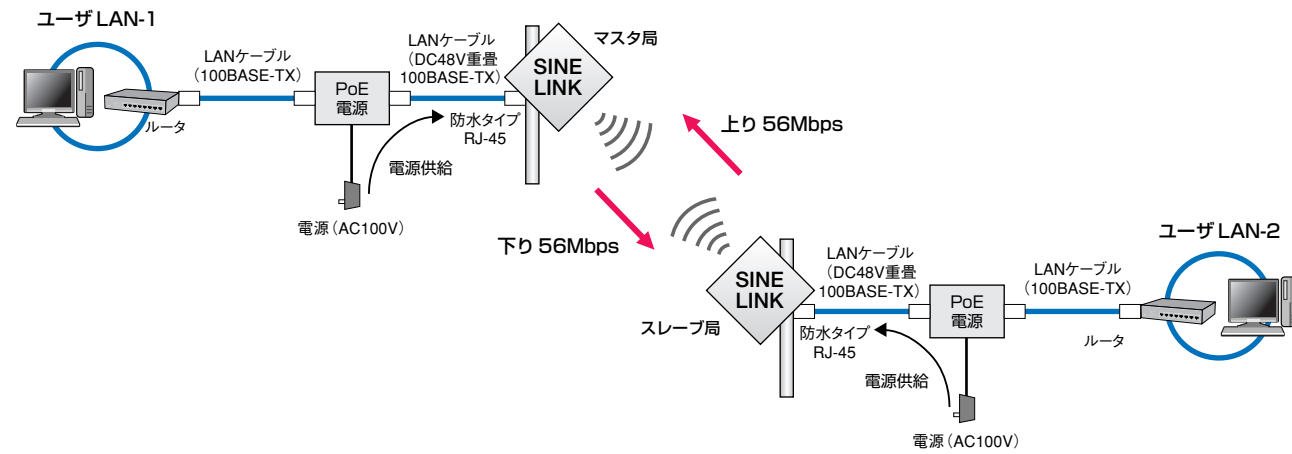 ユーザLAN-1
LANケーブル
（100BASE-TX）
ルータ
PoE
電源
電源（AC100V）
電源供給
LANケーブル
（DC48V重畳
100BASE-TX）
防水タイプ
RJ-45
SINE
LINK
マスタ局
上り 56Mbps
下り 56Mbps
SINE
LINK
スレーブ局
LANケーブル
（DC48V重畳
100BASE-TX）
防水タイプ
RJ-45
電源供給
PoE
電源
電源（AC100V）
LANケーブル
（100BASE-TX）
ルータ
ユーザLAN-2